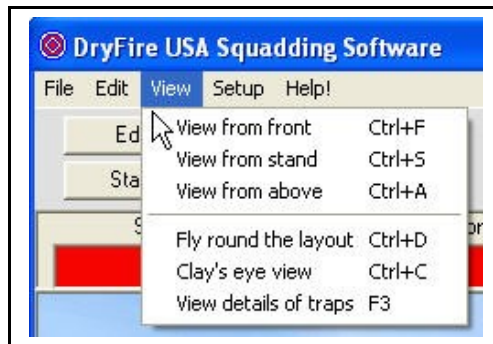 DryFire USA Squadding Software
File Edit View Setup Help!
View from front Ctrl+F
View from stand Ctrl+S
View from above Ctrl+A
Fly round the layout Ctrl+D
Clay's eye view Ctrl+C
View details of traps F3